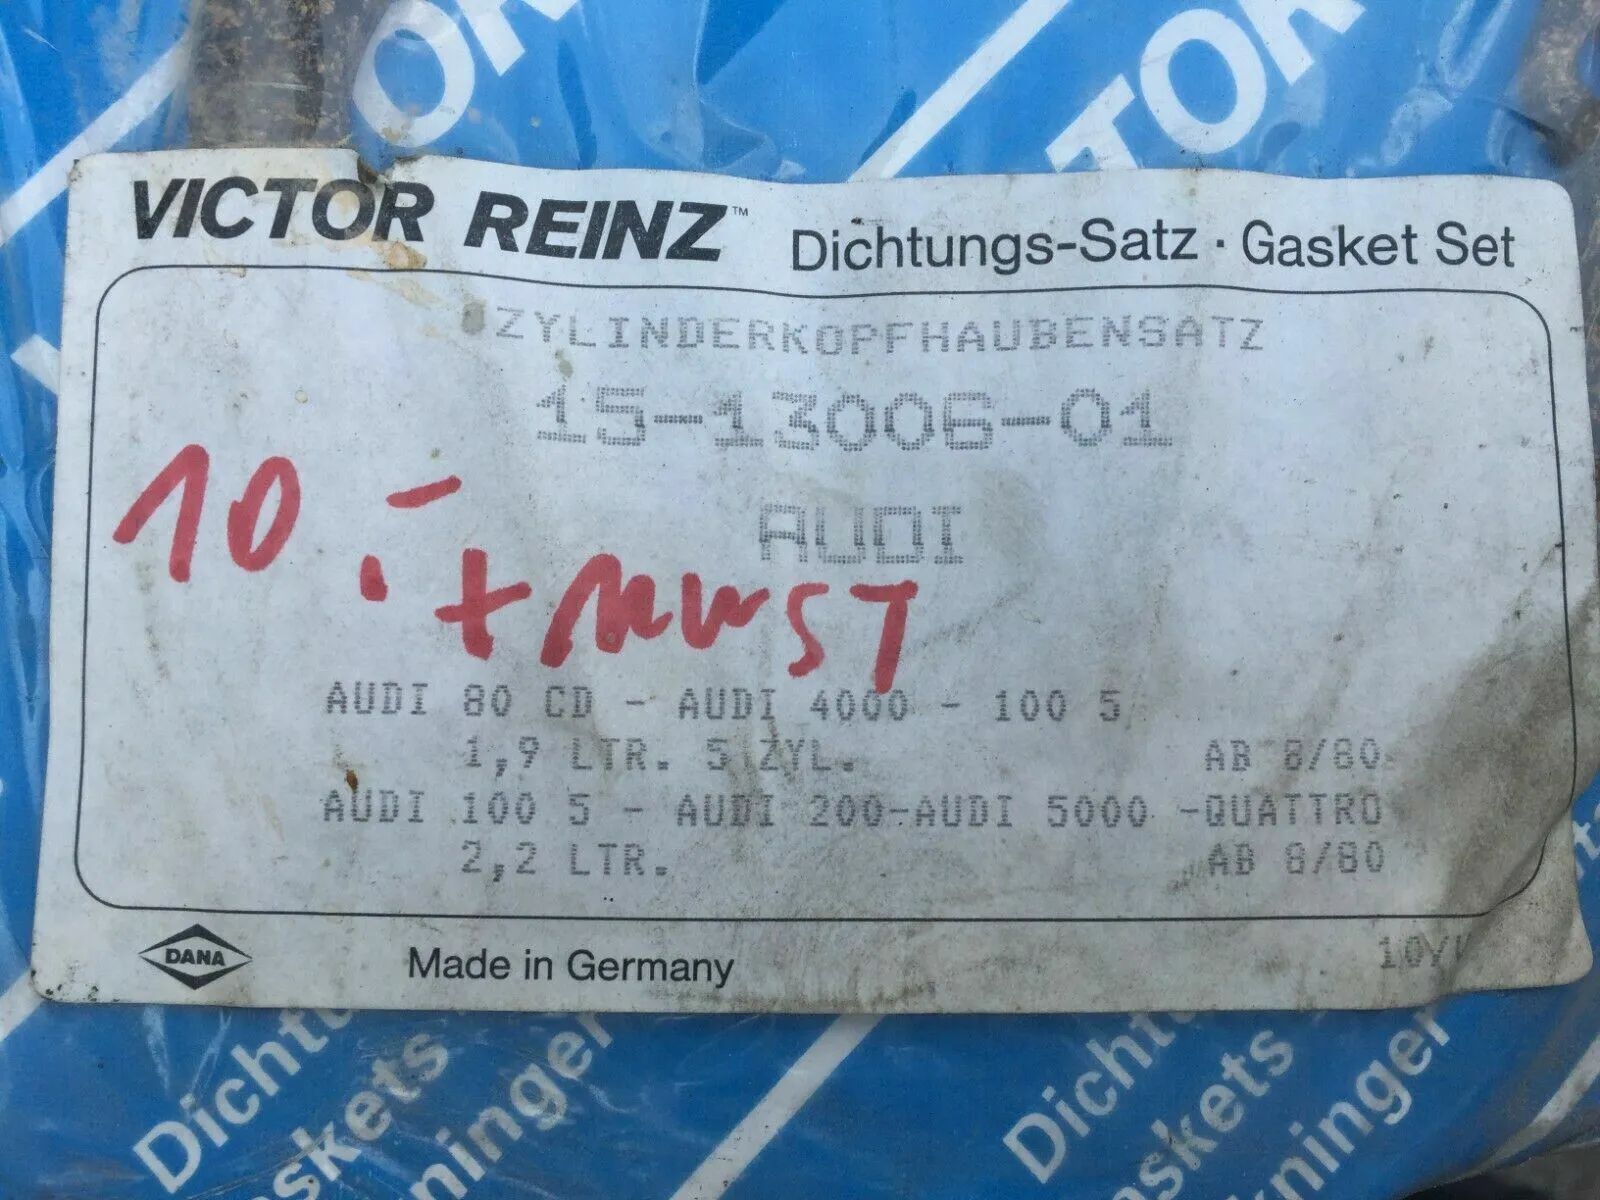 TOR
VICTOR REINZ™ Dichtungs-Satz · Gasket Set
ZYLINDERKOPFHAUBENSATZ
15-13006-01
AUDI
10.-
+ MWST
AUDI 80 CD - AUDI 4000 - 100 5
1,9 LTR. 5 ZYL. AB 8/80
AUDI 100 5 - AUDI 200-AUDI 5000 -QUATTRO
2,2 LTR. AB 8/80
DANA Made in Germany